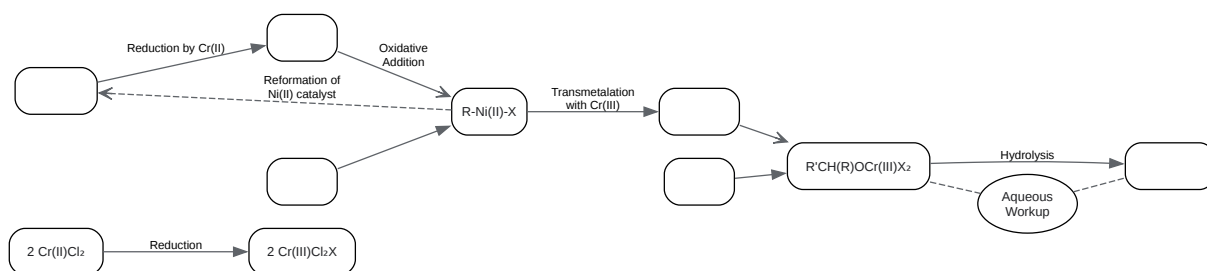 Reduction by Cr(II)
Oxidative
Addition
Reformation of
Ni(II) catalyst
R-Ni(II)-X
Transmetalation
with Cr(III)
R'CH(R)OCr(III)X₂
Hydrolysis
Aqueous
Workup
2 Cr(II)Cl₂
Reduction
2 Cr(III)Cl₂X